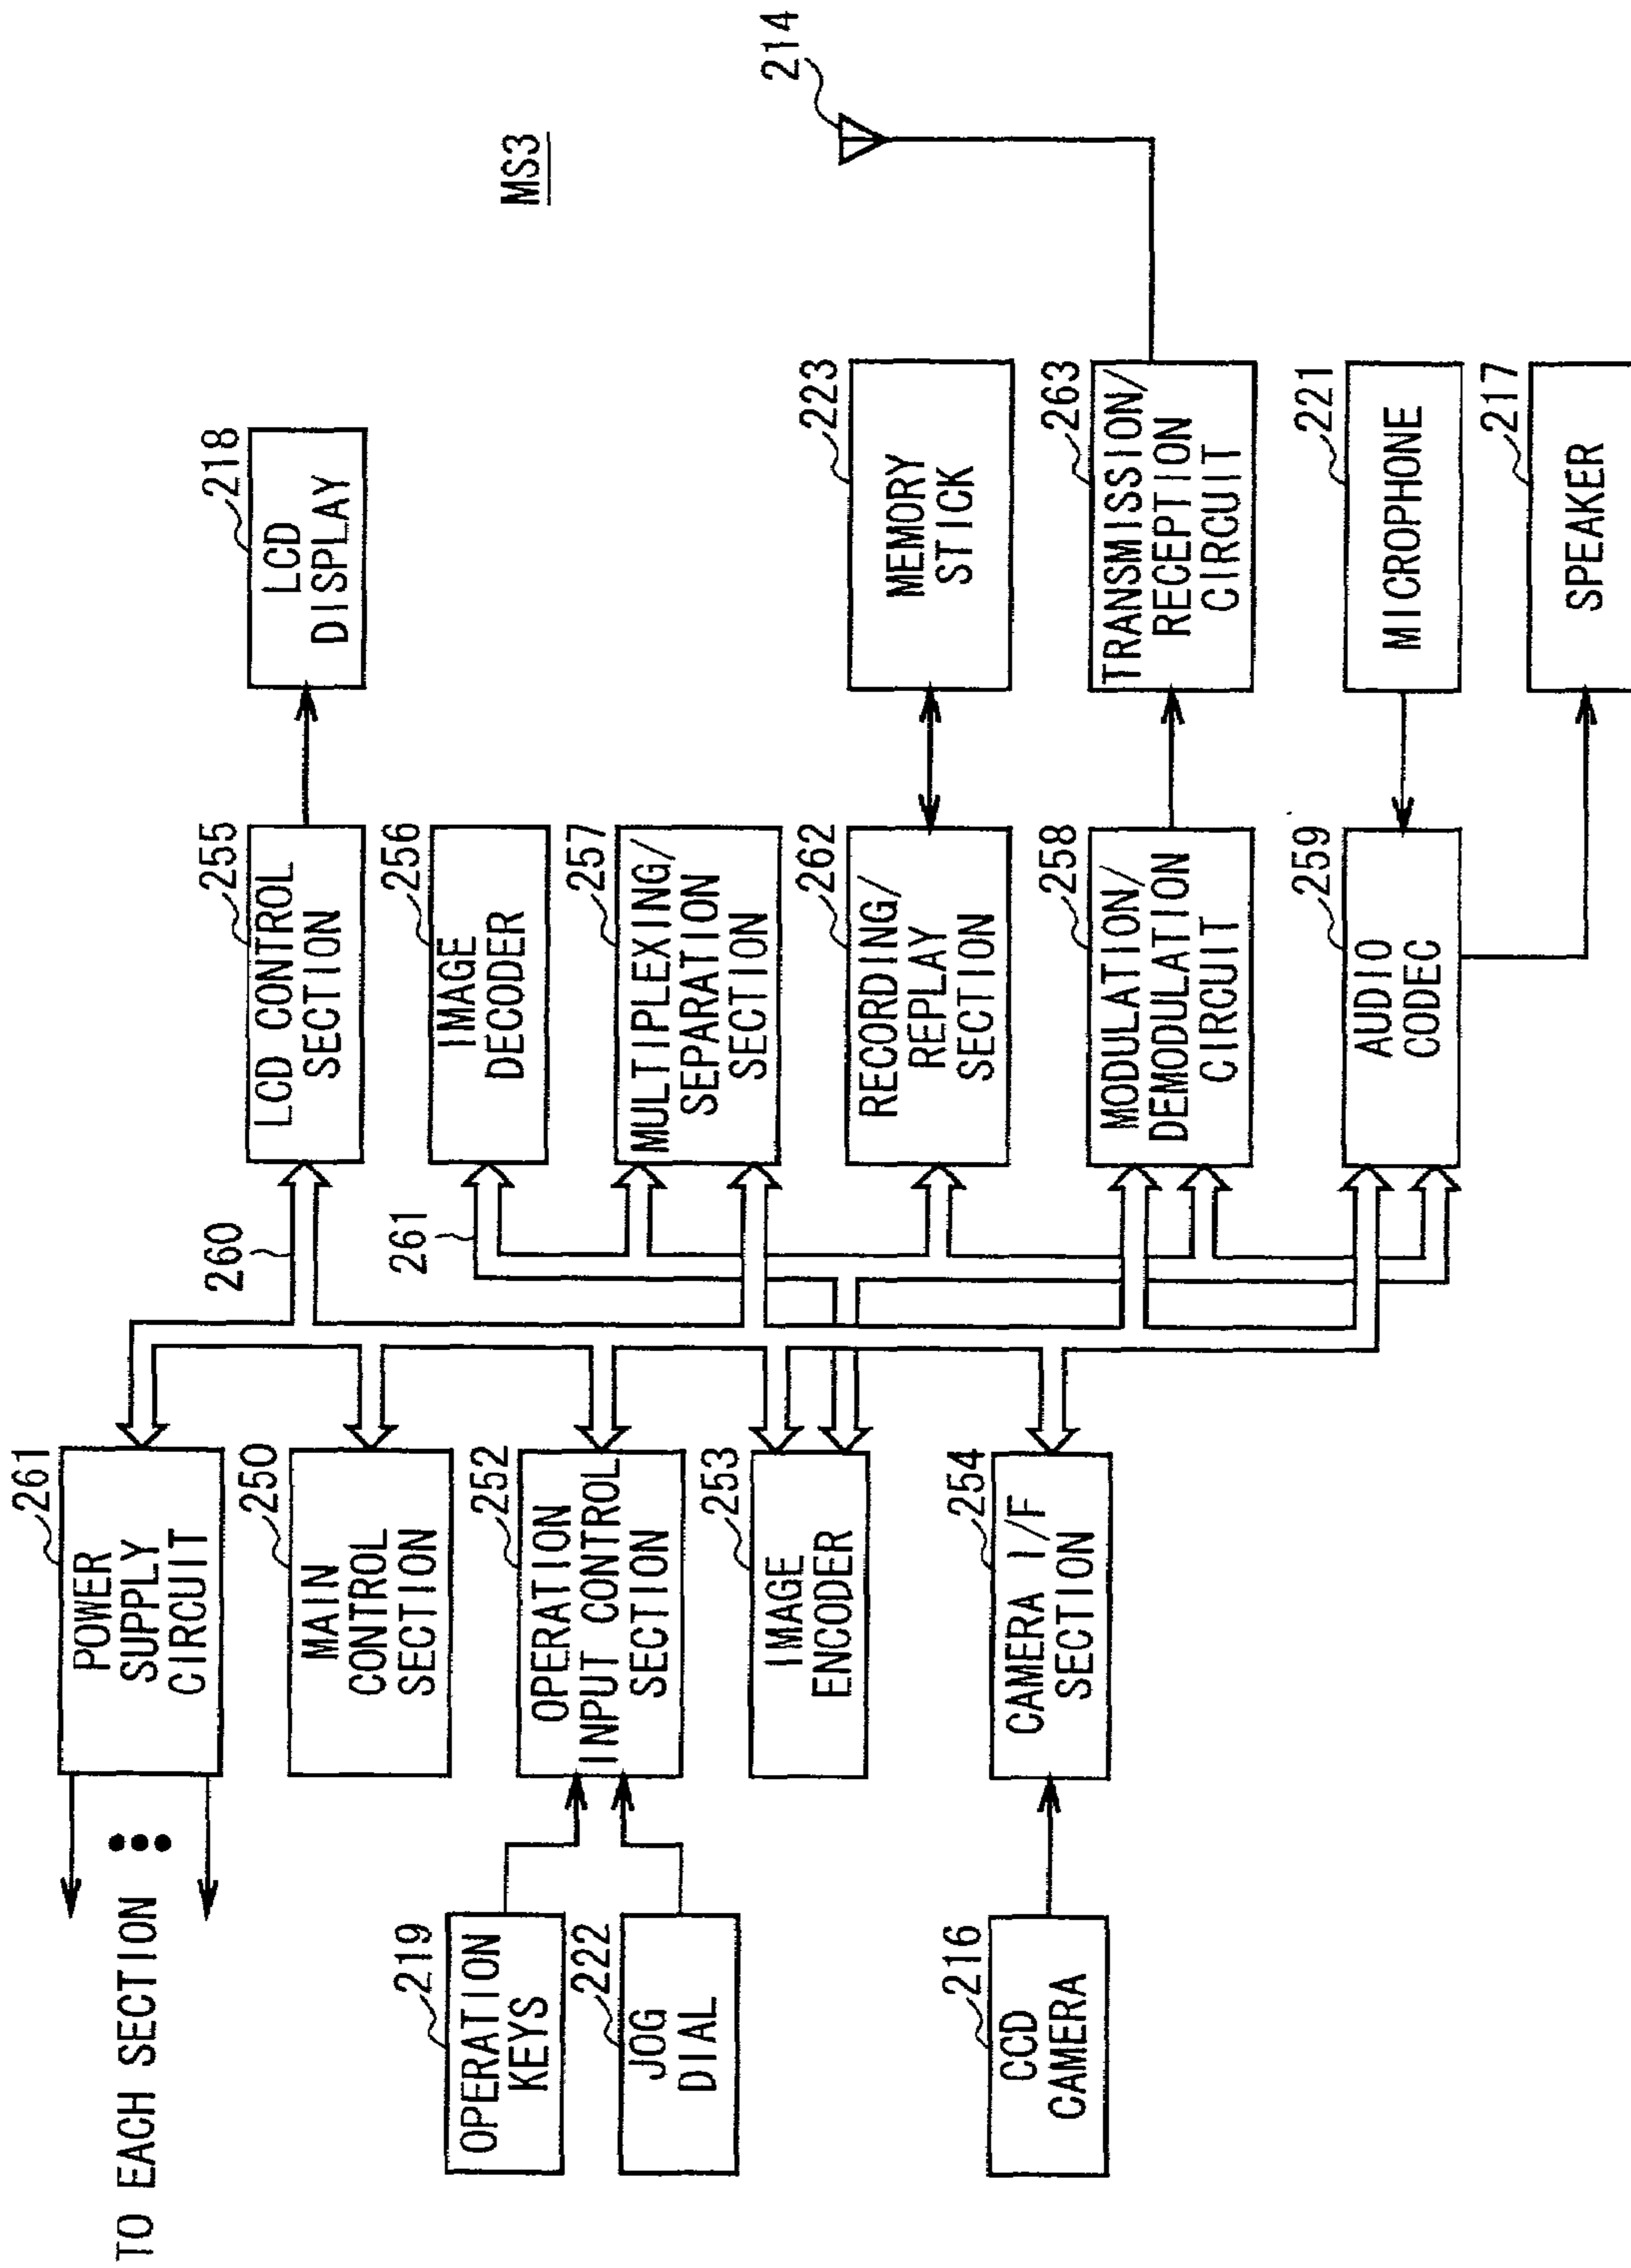 MS3
TO EACH SECTION
261
POWER
SUPPLY
CIRCUIT
260
255
LCD CONTROL
SECTION
218
LCD
DISPLAY
250
MAIN
CONTROL
SECTION
261
256
IMAGE
DECODER
219
OPERATION
KEYS
222
JOG
DIAL
252
OPERATION
INPUT CONTROL
SECTION
257
MULTIPLEXING/
SEPARATION
SECTION
253
IMAGE
ENCODER
262
RECORDING/
REPLAY
SECTION
223
MEMORY
STICK
214
216
CCD
CAMERA
254
CAMERA I/F
SECTION
258
MODULATION/
DEMODULATION
CIRCUIT
263
TRANSMISSION/
RECEPTION
CIRCUIT
259
AUDIO
CODEC
221
MICROPHONE
217
SPEAKER